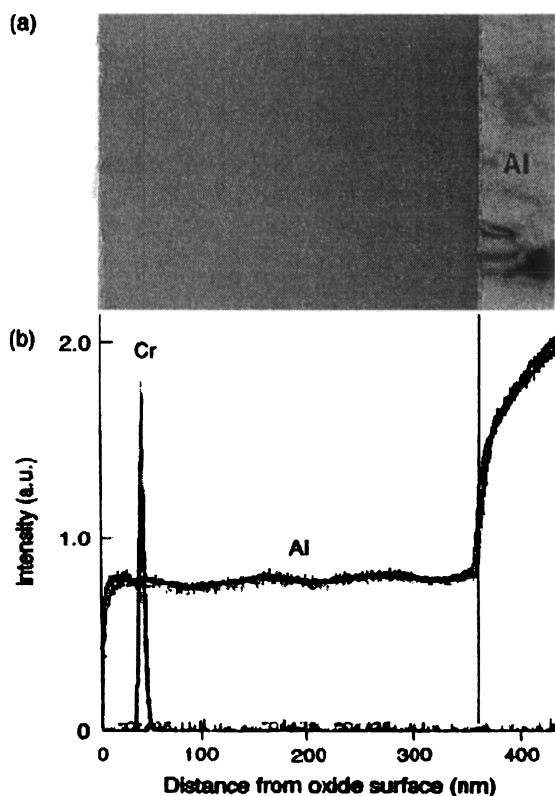 (a)
Al
(b)
2.0
Cr
1.0
Al
0
Intensity (a.u.)
0 100 200 300 400
Distance from oxide surface (nm)